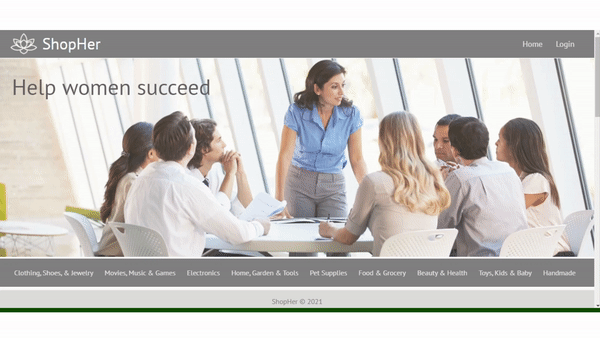 ShopHer
Home Login
Help women succeed
Clothing, Shoes, & Jewelry Movies, Music & Games Electronics Home, Garden & Tools Pet Supplies Food & Grocery Beauty & Health Toys, Kids & Baby Handmade
ShopHer © 2021